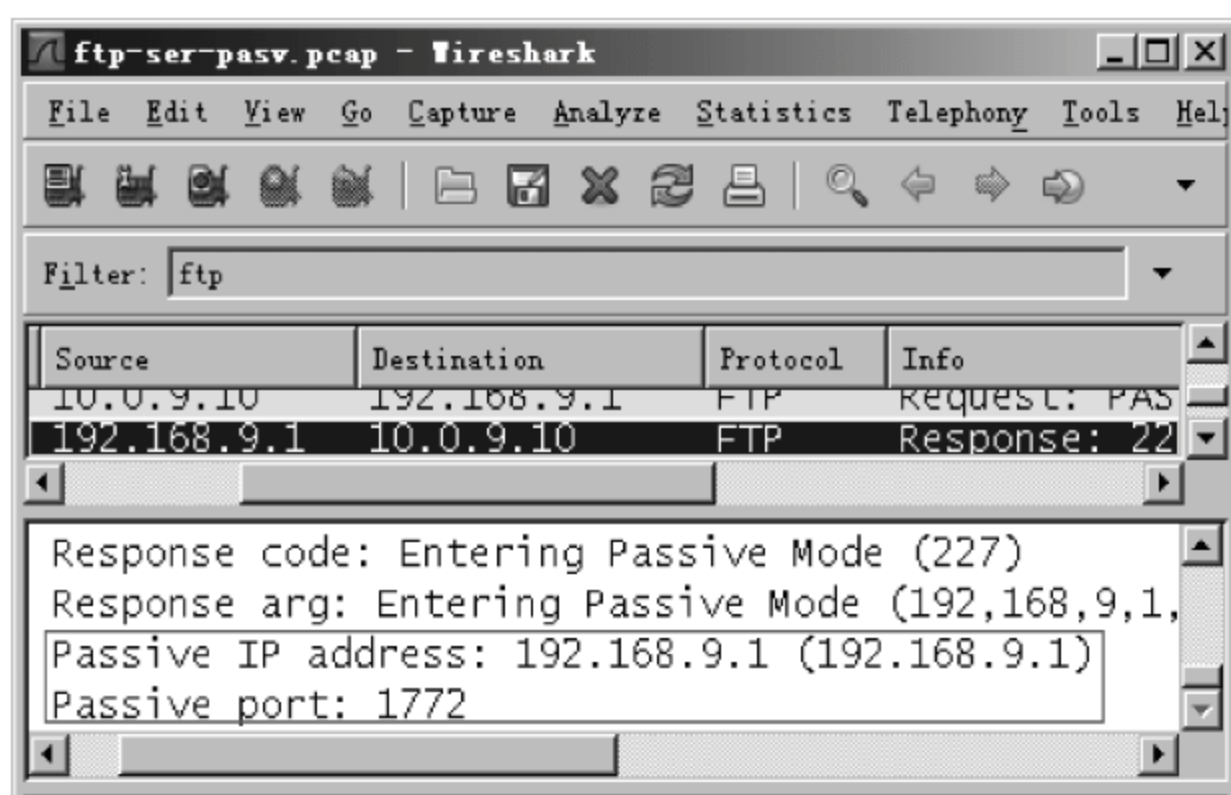 ftp-ser-pasv.pcap - Wireshark
File Edit View Go Capture Analyze Statistics Telephony Tools Hel
Filter: ftp
Source Destination Protocol Info
10.0.9.10 192.168.9.1 FTP Request: PAS
192.168.9.1 10.0.9.10 FTP Response: 22
Response code: Entering Passive Mode (227)
Response arg: Entering Passive Mode (192,168,9,1,
Passive IP address: 192.168.9.1 (192.168.9.1)
Passive port: 1772